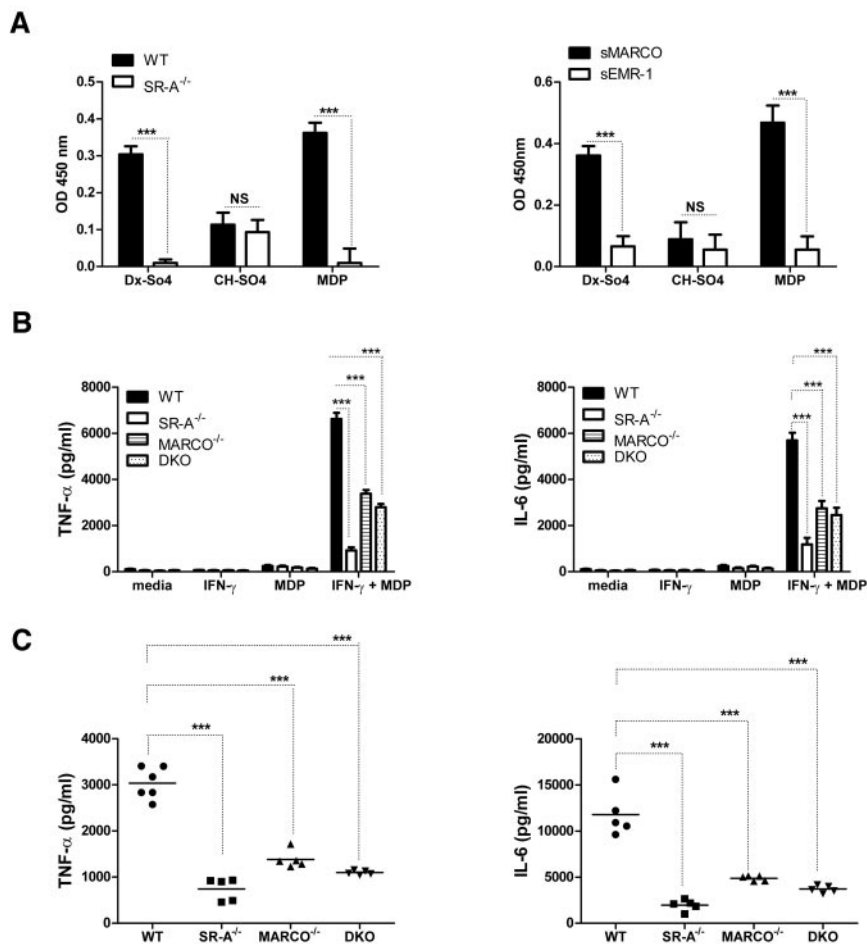 A
WT
SR-A-/-
OD 450 nm
0.5
0.4
0.3
0.2
0.1
0.0
***
NS
***
Dx-So4 CH-SO4 MDP
sMARCO
sEMR-1
OD 450nm
0.6
0.4
0.2
0.0
***
NS
***
Dx-So4 CH-SO4 MDP
B
WT
SR-A-/-
MARCO-/-
DKO
TNF-α (pg/ml)
8000
6000
4000
2000
0
***
***
***
media IFN-γ MDP IFN-γ + MDP
WT
SR-A-/-
MARCO-/-
DKO
IL-6 (pg/ml)
8000
6000
4000
2000
0
***
***
***
media IFN-γ MDP IFN-γ + MDP
C
TNF-α (pg/ml)
4000
3000
2000
1000
0
***
***
***
WT SR-A-/- MARCO-/- DKO
IL-6 (pg/ml)
20000
15000
10000
5000
0
***
***
***
WT SR-A-/- MARCO-/- DKO